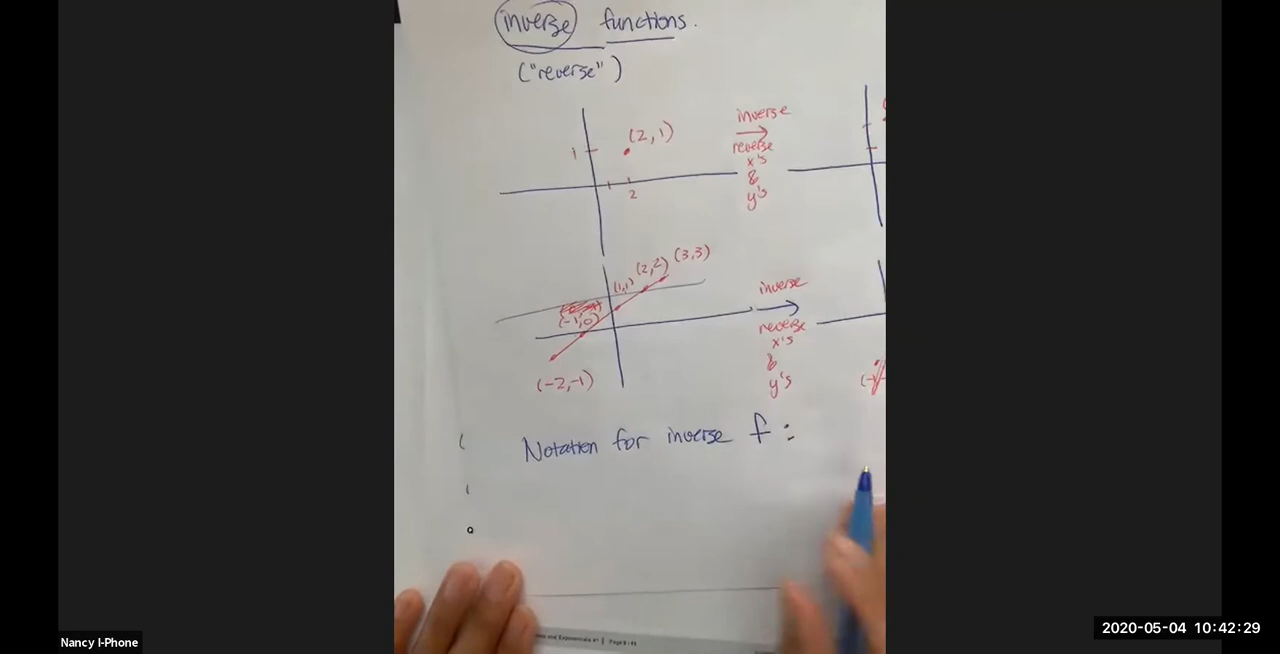 inverse functions.
("reverse")
(2,1)
1
2
inverse
reverse
x's
&
y's
(3,3)
(2,2)
(1,1)
(-1,0)
(-2,-1)
inverse
reverse
x's
&
y's
Notation for inverse f:
Nancy I-Phone
2020-05-04 10:42:29